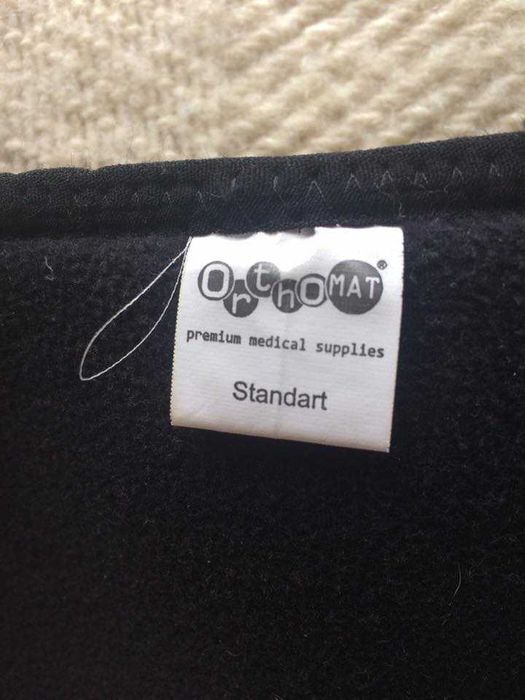 OrthoMAT®
premium medical supplies
Standart